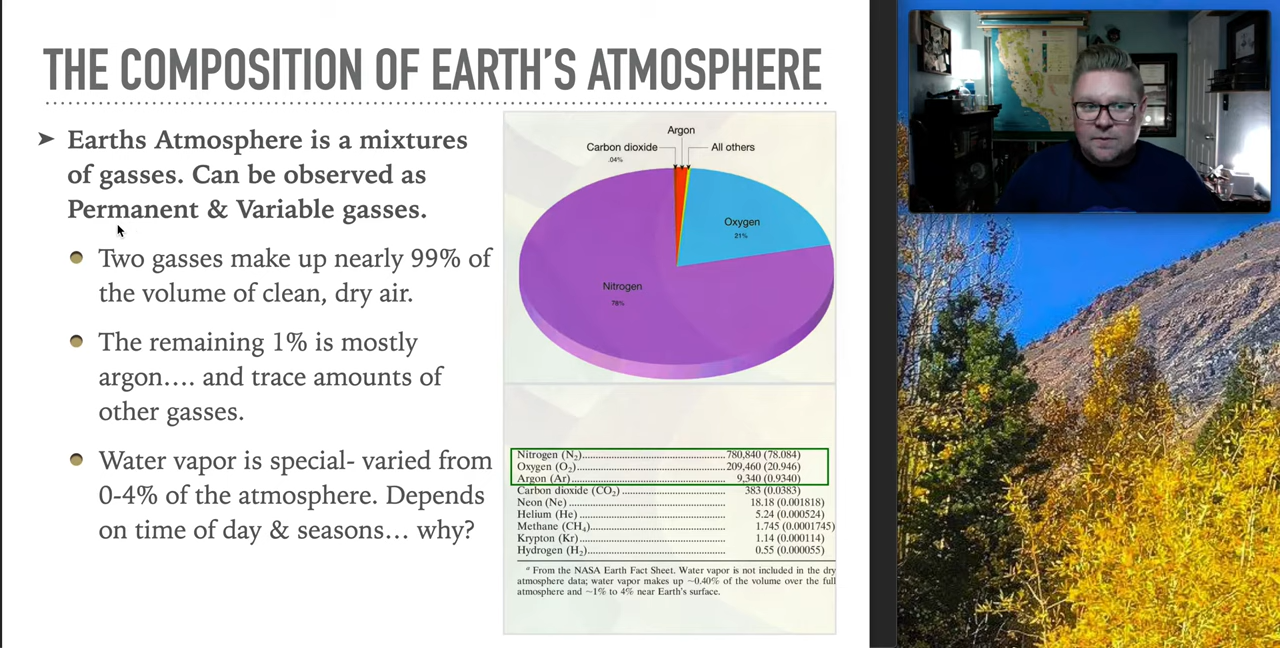 THE COMPOSITION OF EARTH'S ATMOSPHERE
➤ Earths Atmosphere is a mixtures
of gasses. Can be observed as
Permanent & Variable gasses.
Two gasses make up nearly 99% of
the volume of clean, dry air.
The remaining 1% is mostly
argon…. and trace amounts of
other gasses.
Water vapor is special- varied from
0-4% of the atmosphere. Depends
on time of day & seasons… why?
Argon
Carbon dioxide
.04%
All others
Oxygen
21%
Nitrogen
78%
Nitrogen (N2)........................................................780,840 (78.084)
Oxygen (O2)..........................................................209,460 (20.946)
Argon (Ar)............................................................ 9,340 (0.9340)
Carbon dioxide (CO2) ........................................ 383 (0.0383)
Neon (Ne) ............................................................ 18.18 (0.001818)
Helium (He) ........................................................ 5.24 (0.000524)
Methane (CH4)..................................................... 1.745 (0.0001745)
Krypton (Kr)........................................................ 1.14 (0.000114)
Hydrogen (H2)..................................................... 0.55 (0.000055)
a From the NASA Earth Fact Sheet. Water vapor is not included in the dry
atmosphere data; water vapor makes up ~0.40% of the volume over the full
atmosphere and ~1% to 4% near Earth's surface.